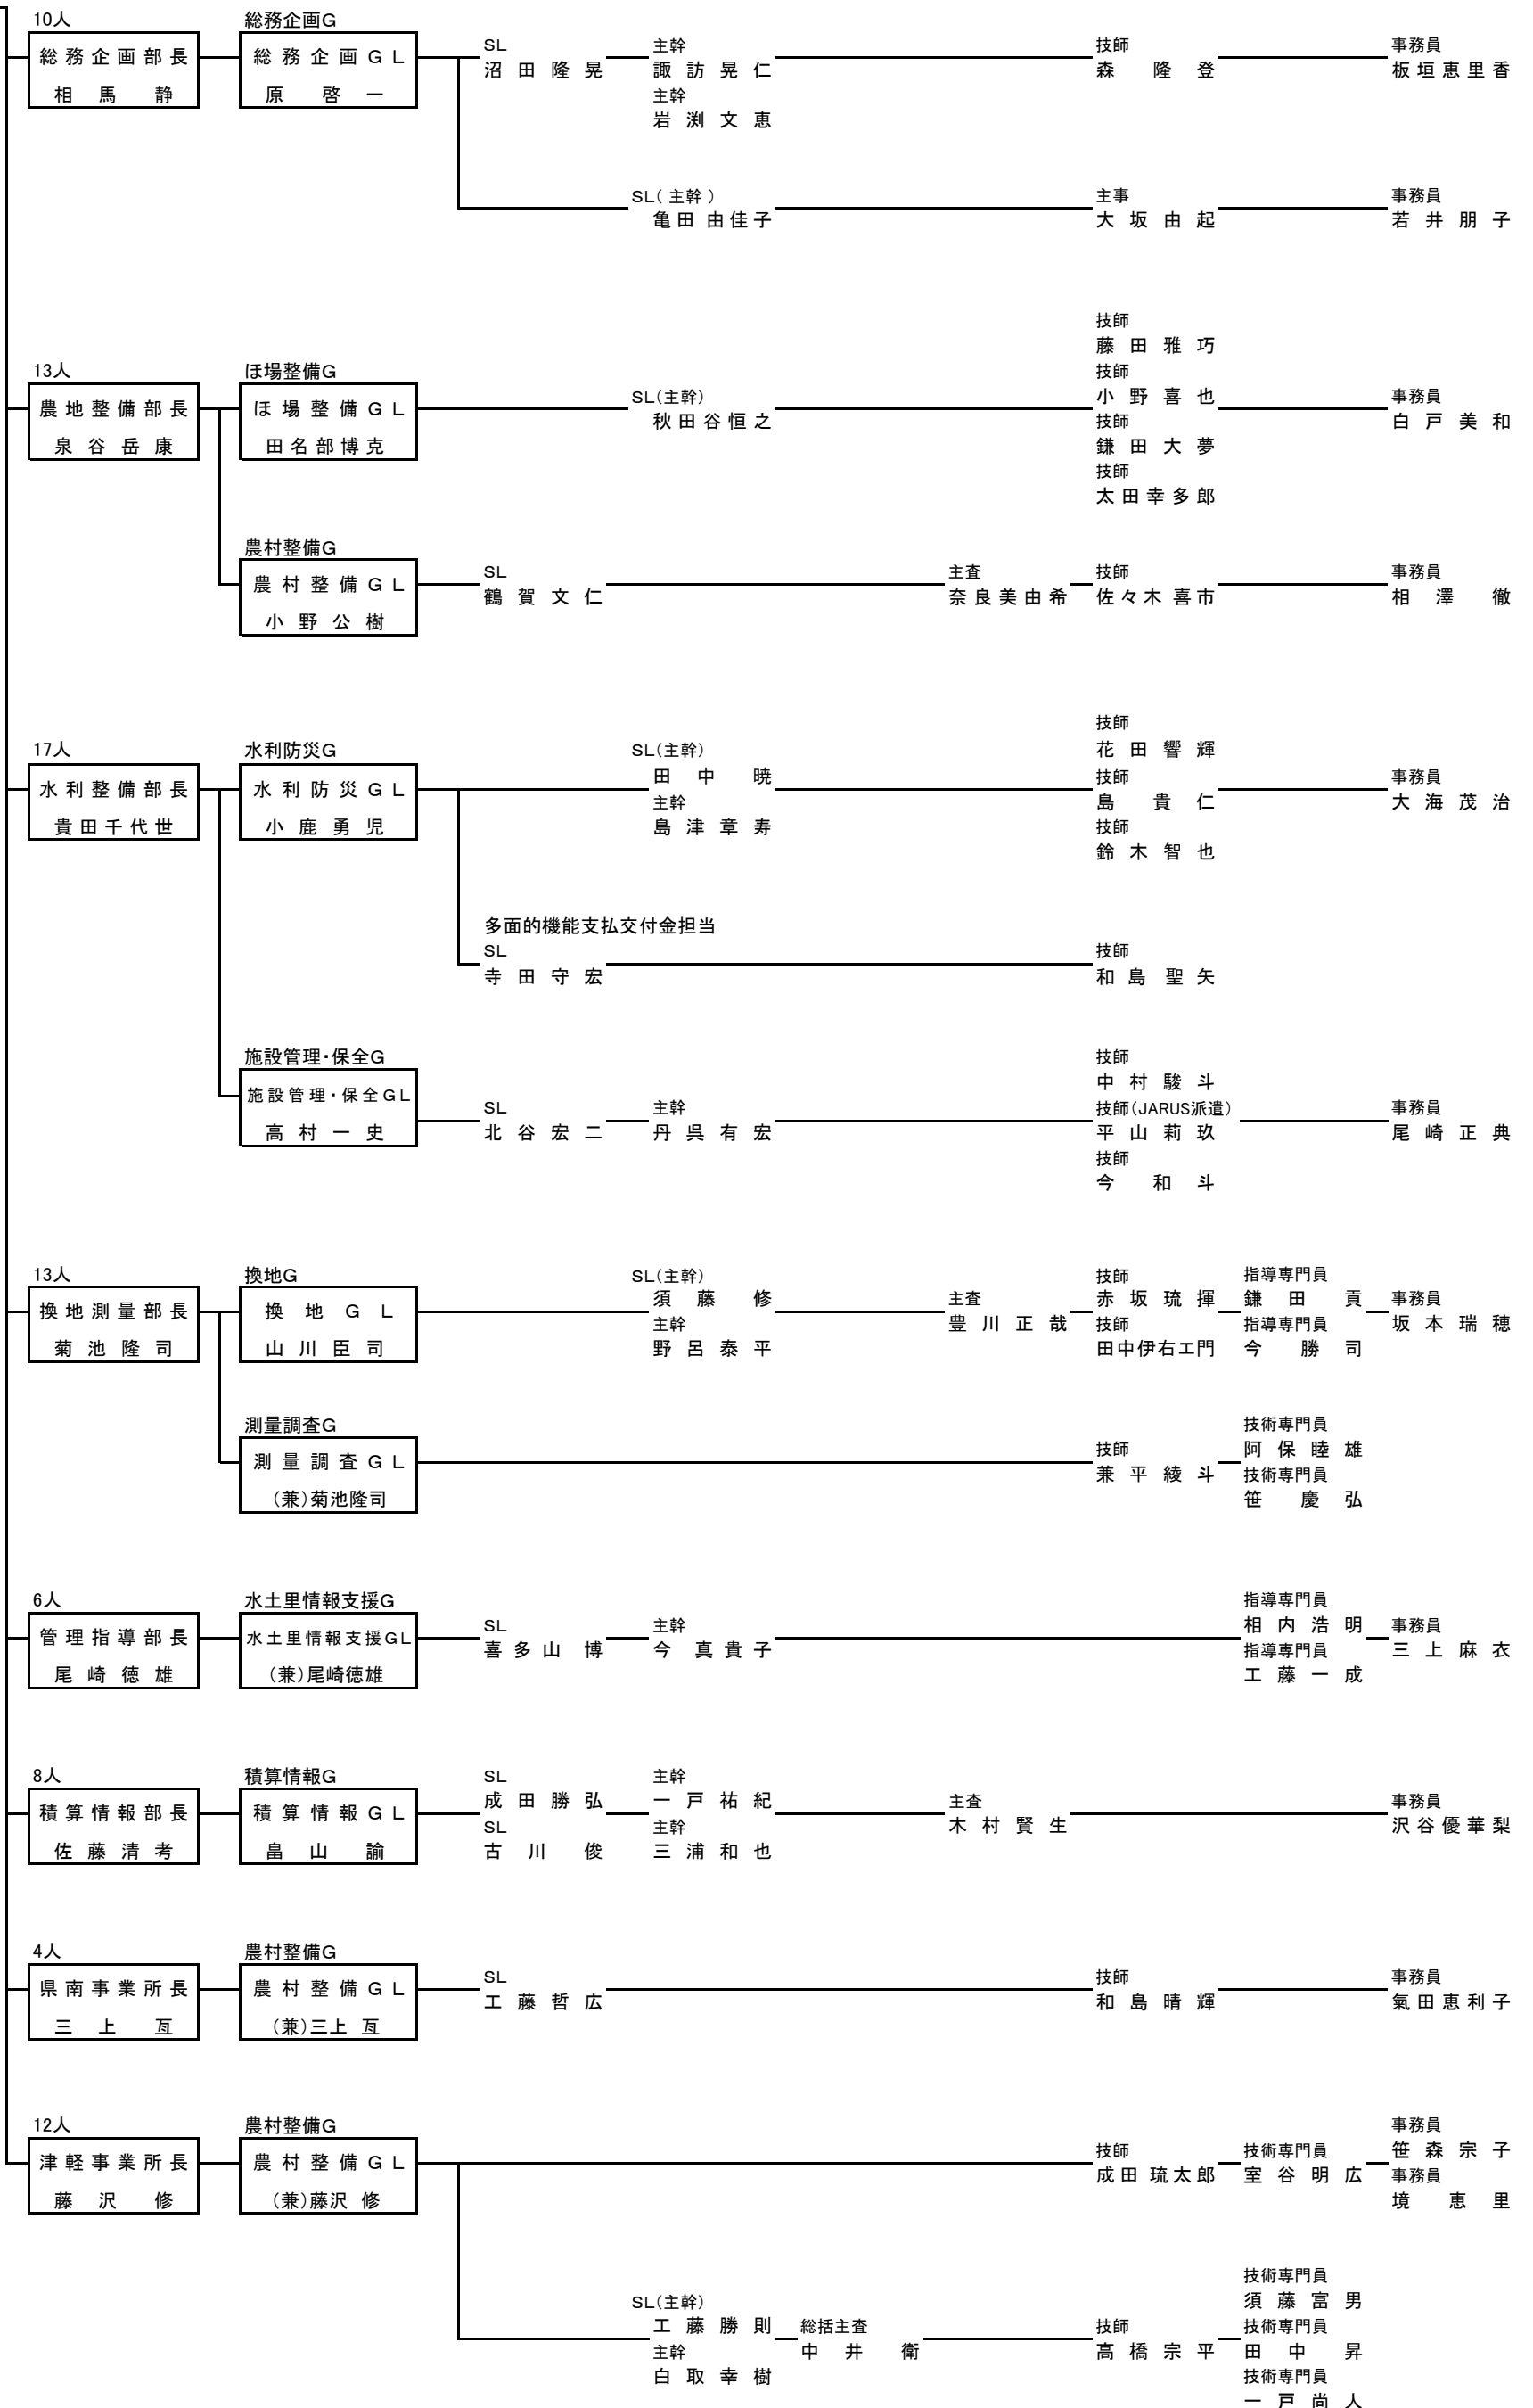 10人
総務企画G
総務企画部長
相馬静
総務企画GL
原啓一
SL
沼田隆晃
主幹
諏訪晃仁
主幹
岩渕文恵
技師
森隆登
事務員
板垣恵里香
SL(主幹)
亀田由佳子
主事
大坂由起
事務員
若井朋子
13人
ほ場整備G
農地整備部長
泉谷岳康
ほ場整備GL
田名部博克
SL(主幹)
秋田谷恒之
技師
藤田雅巧
技師
小野喜也
技師
鎌田大夢
技師
太田幸多郎
事務員
白戸美和
農村整備G
農村整備GL
小野公樹
SL
鶴賀文仁
主査
奈良美由希
技師
佐々木喜市
事務員
相澤徹
17人
水利防災G
水利整備部長
貴田千代世
水利防災GL
小鹿勇児
SL(主幹)
田中暁
主幹
島津章寿
技師
花田響輝
技師
島貴仁
技師
鈴木智也
事務員
大海茂治
多面的機能支払交付金担当
SL
寺田守宏
技師
和島聖矢
施設管理・保全G
施設管理・保全GL
高村一史
SL
北谷宏二
主幹
丹呉有宏
技師
中村駿斗
技師(JARUS派遣)
平山莉玖
技師
今和斗
事務員
尾崎正典
13人
換地G
換地測量部長
菊池隆司
換地GL
山川臣司
SL(主幹)
須藤修
主幹
野呂泰平
主査
豊川正哉
技師
赤坂琉揮
技師
田中伊右エ門
指導専門員
鎌田貢
指導専門員
今勝司
事務員
坂本瑞穂
測量調査G
測量調査GL
(兼)菊池隆司
技師
兼平綾斗
技術専門員
阿保睦雄
技術専門員
笹慶弘
6人
水土里情報支援G
管理指導部長
尾崎徳雄
水土里情報支援GL
(兼)尾崎徳雄
SL
喜多山博
主幹
今真貴子
指導専門員
相内浩明
指導専門員
工藤一成
事務員
三上麻衣
8人
積算情報G
積算情報部長
佐藤清考
積算情報GL
畠山諭
SL
成田勝弘
SL
古川俊
主幹
一戸祐紀
主幹
三浦和也
主査
木村賢生
事務員
沢谷優華梨
4人
農村整備G
県南事業所長
三上亙
農村整備GL
(兼)三上亙
SL
工藤哲広
技師
和島晴輝
事務員
氣田恵利子
12人
農村整備G
津軽事業所長
藤沢修
農村整備GL
(兼)藤沢修
技師
成田琉太郎
技術専門員
室谷明広
事務員
笹森宗子
事務員
境恵里
SL(主幹)
工藤勝則
主幹
白取幸樹
総括主査
中井衛
技師
高橋宗平
技術専門員
須藤富男
技術専門員
田中昇
技術専門員
一戸尚人